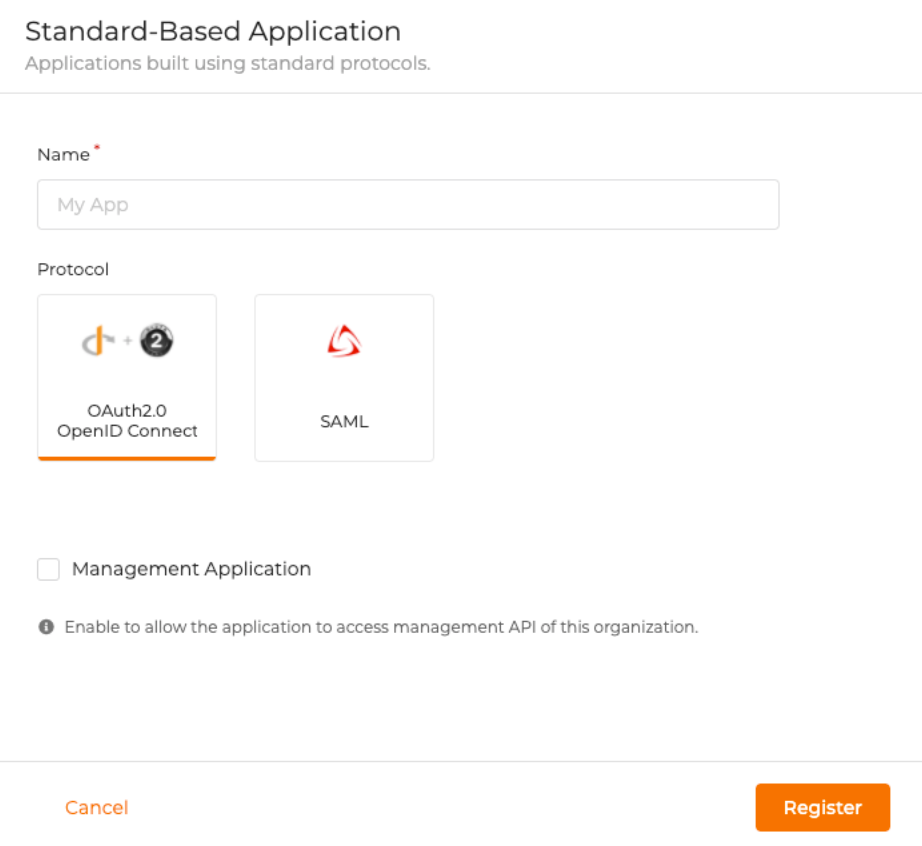 Standard-Based Application
Applications built using standard protocols.
Name *
My App
Protocol
2
OAuth2.0
OpenID Connect
SAML
Management Application
Enable to allow the application to access management API of this organization.
Cancel
Register